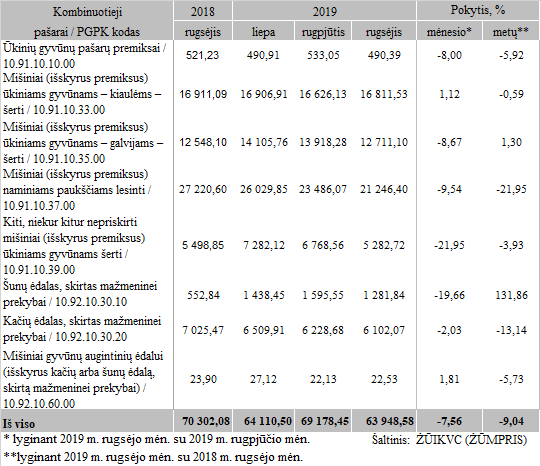 Kombinuotieji 2018 2019 Pokytis, %
pašarai / PGPK kodas rugsėjis liepa rugpjūtis rugsėjis mėnesio* metų**
Ūkinių gyvūnų pašarų premiksai /
10.91.10.10.00 521,23 490,91 533,05 490,39 -8,00 -5,92
Mišiniai (išskyrus premiksus)
ūkiniams gyvūnams – kiaulėms – 16 911,09 16 906,91 16 626,13 16 811,53 1,12 -0,59
šerti / 10.91.10.33.00
Mišiniai (išskyrus premiksus)
ūkiniams gyvūnams – galvijams – 12 548,10 14 105,76 13 918,28 12 711,10 -8,67 1,30
šerti / 10.91.10.35.00
Mišiniai (išskyrus premiksus)
naminiams paukščiams lesinti / 27 220,60 26 029,85 23 486,07 21 246,40 -9,54 -21,95
10.91.10.37.00
Kiti, niekur kitur nepriskirti
mišiniai (išskyrus premiksus) 5 498,85 7 282,12 6 768,56 5 282,72 -21,95 -3,93
ūkiniams gyvūnams šerti /
10.91.10.39.00
Šunų ėdalas, skirtas mažmeninei
prekybai / 10.92.10.30.10 552,84 1 438,45 1 595,55 1 281,84 -19,66 131,86
Kačių ėdalas, skirtas mažmeninei
prekybai / 10.92.10.30.20 7 025,47 6 509,91 6 228,68 6 102,07 -2,03 -13,14
Mišiniai gyvūnų augintinių ėdalui
(išskyrus kačių arba šunų ėdalą, 23,90 27,12 22,13 22,53 1,81 -5,73
skirtą mažmeninei prekybai) /
10.92.10.60.00
Iš viso 70 302,08 64 110,50 69 178,45 63 948,58 -7,56 -9,04
* lyginant 2019 m. rugsėjo mėn. su 2019 m. rugpjūčio mėn. Šaltinis: ŽŪIKVC (ŽŪMPRIS)
**lyginant 2019 m. rugsėjo mėn. su 2018 m. rugsėjo mėn.